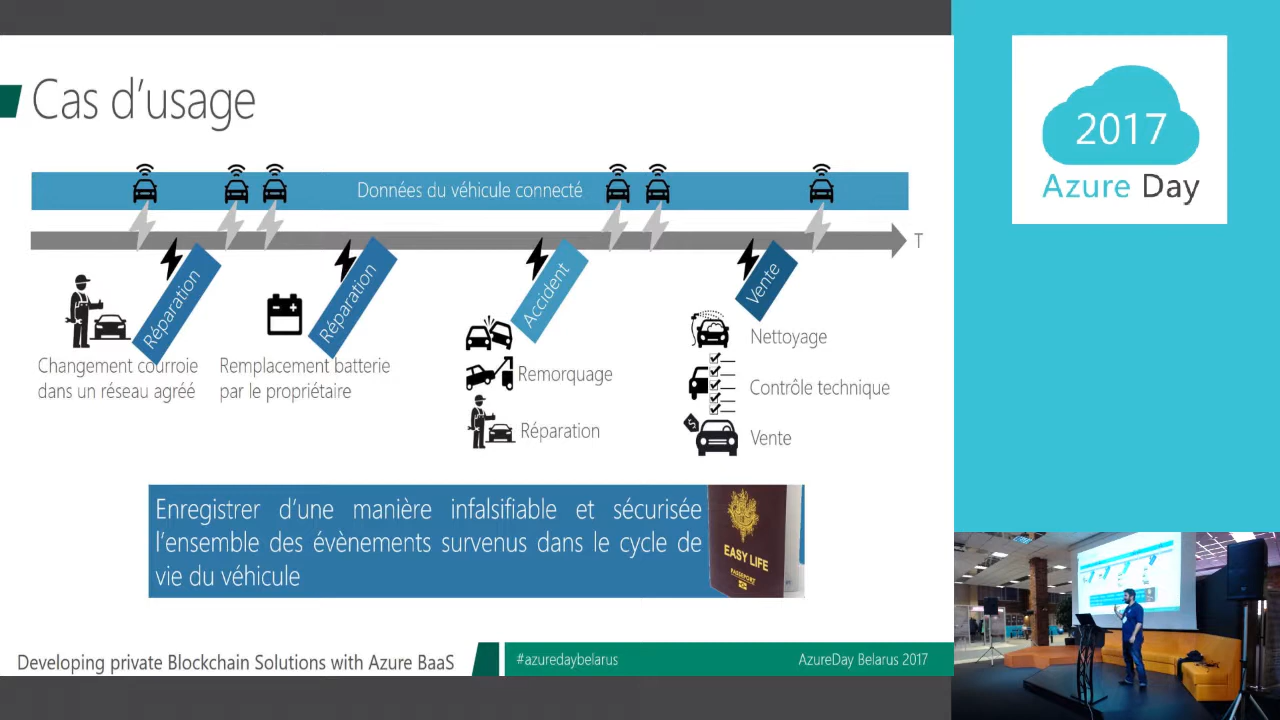 Cas d'usage
Données du véhicule connecté
T
Réparation
Réparation
Accident
Vente
Changement courroie
dans un réseau agréé
Remplacement batterie
par le propriétaire
Remorquage
Réparation
Nettoyage
Contrôle technique
Vente
Enregistrer d'une manière infalsifiable et sécurisée
l'ensemble des évènements survenus dans le cycle de
vie du véhicule
EASY LIFE
PASSEPORT
Developing private Blockchain Solutions with Azure BaaS
#azuredaybelarus
AzureDay Belarus 2017
2017
Azure Day